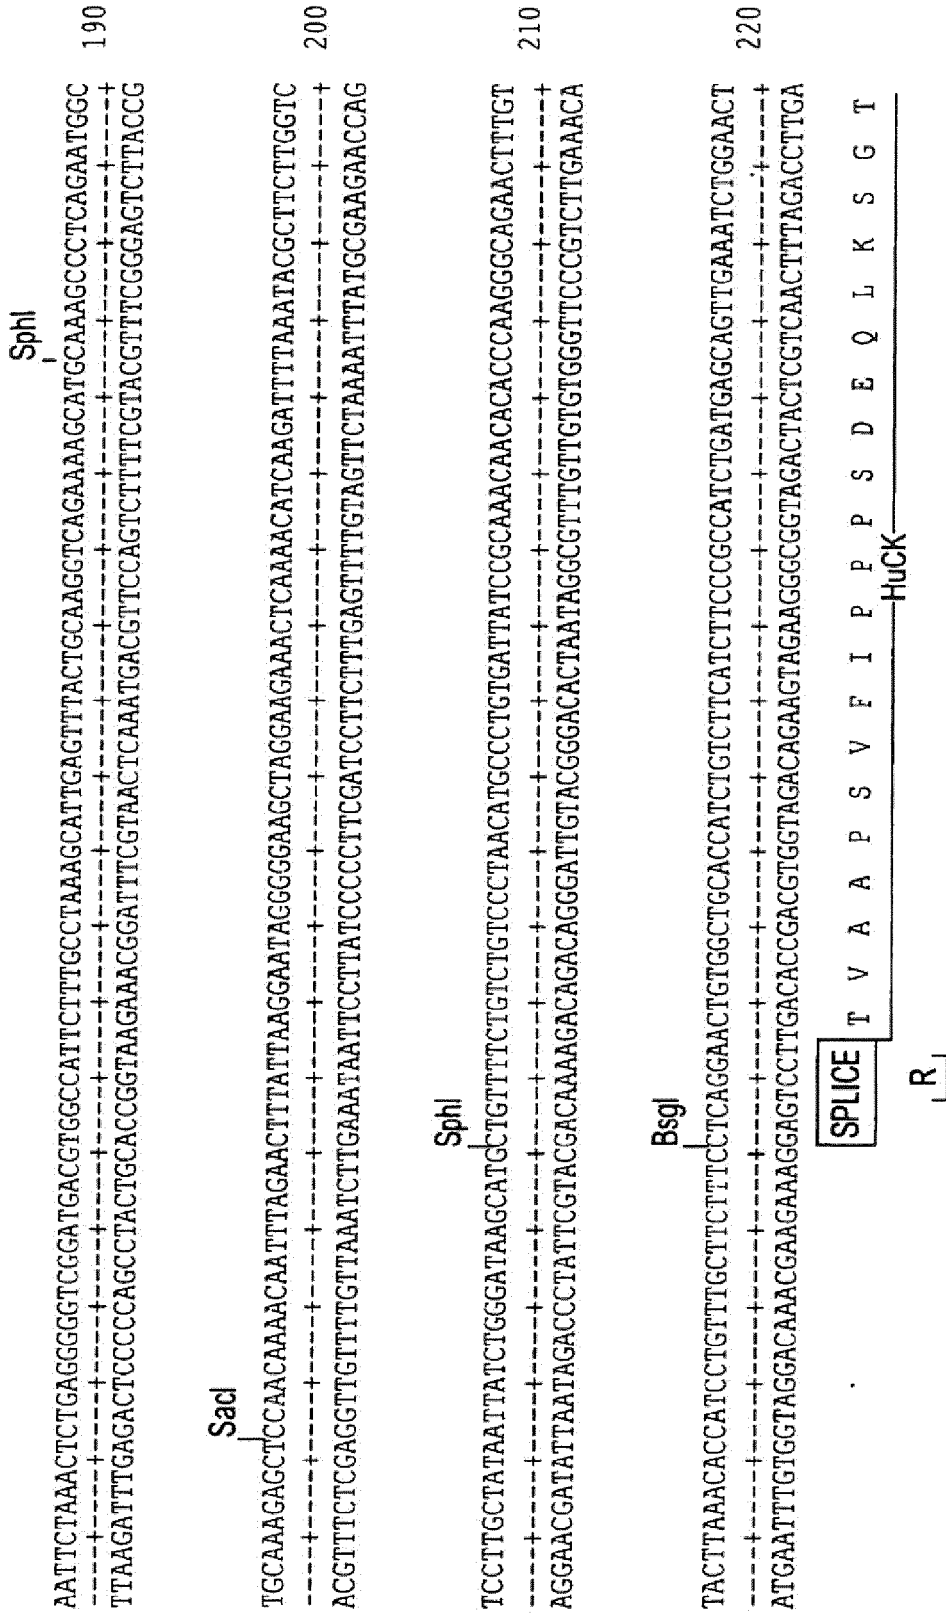 SphI
AATTCTAAACTCTGAGGGGGTCGGATGACGTGGCCATTCTTTGCCTAAAGCATTGAGTTTACTGCAAGGTCAGAAAAGCATGCAAAGCCCTCAGAATGGC
----+----+----+----+----+----+----+----+----+----+----+----+----+----+----+----+----+----+----+----+ 190
TTAAGATTTGAGACTCCCCCAGCCTACTGCACCGGTAAGAAACGGATTTCGTAACTCAAATGACGTTCCAGTCTTTTCGTACGTTTCGGGAGTCTTACCG
SacI
TGCAAAGAGCTCCAACAAAACAATTTAGAACTTTATTAAGGAATAGGGGGAAGCTAGGAAGAAACTCAAAACATCAAGATTTTAAATACGCTTCTTGGTC
----+----+----+----+----+----+----+----+----+----+----+----+----+----+----+----+----+----+----+----+ 200
ACGTTTCTCGAGGTTGTTTTGTTAAATCTTGAAATAATTCCTTATCCCCCTTCGATCCTTCTTTGAGTTTTGTAGTTCTAAAATTTATGCGAAGAACCAG
SphI
TCCTTGCTATAATTATCTGGGATAAGCATGCTGTTTTCTGTCTGTCCCTAACATGCCCTGTGATTATCCGCAAACAACACACCCAAGGGCAGAACTTTGT
----+----+----+----+----+----+----+----+----+----+----+----+----+----+----+----+----+----+----+----+ 210
AGGAACGATATTAATAGACCCTATTCGTACGACAAAAGACAGACAGGGATTGTACGGGACACTAATAGGCGTTTGTTGTGTGGGTTCCCGTCTTGAAACA
BsgI
TACTTAAACACCATCCTGTTTGCTTCTTTCCTCAGGAACTGTGGCTGCACCATCTGTCTTCATCTTCCCGCCATCTGATGAGCAGTTGAAATCTGGAACT
----+----+----+----+----+----+----+----+----+----+----+----+----+----+----+----+----+----+----+----+ 220
ATGAATTTGTGGTAGGACAAACGAAGAAAGGAGTCCTTGACACCGACGTGGTAGACAGAAGTAGAAGGGCGGTAGACTACTCGTCAACTTTAGACCTTGA
SPLICE T V A A P S V F I P P P S D E Q L K S G T
HuCK
R